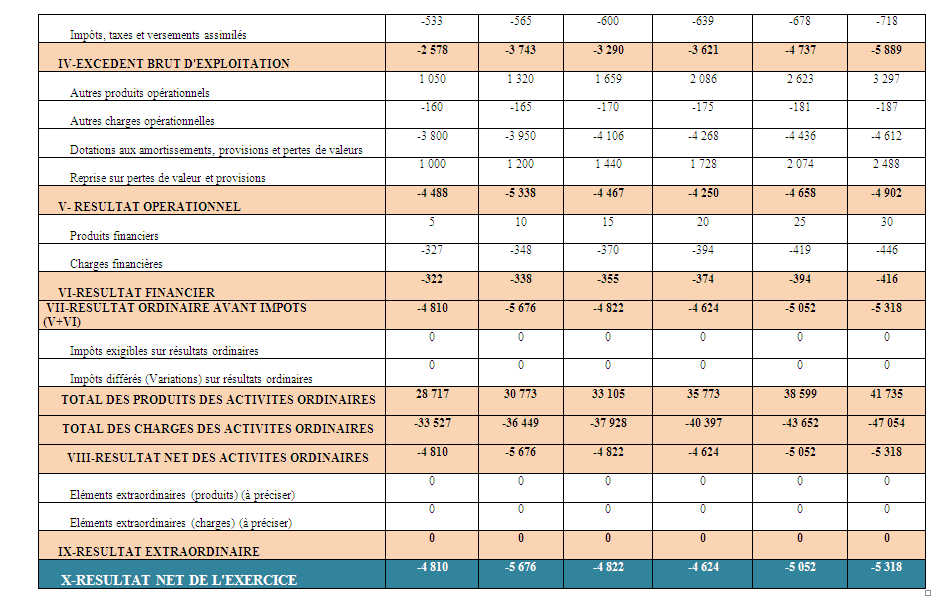 Impôts, taxes et versements assimilés -533 -565 -600 -639 -678 -718
IV-EXCEDENT BRUT D'EXPLOITATION -2 578 -3 743 -3 290 -3 621 -4 737 -5 889
Autres produits opérationnels 1 050 1 320 1 659 2 086 2 623 3 297
Autres charges opérationnelles -160 -165 -170 -175 -181 -187
Dotations aux amortissements, provisions et pertes de valeurs -3 800 -3 950 -4 106 -4 268 -4 436 -4 612
Reprise sur pertes de valeur et provisions 1 000 1 200 1 440 1 728 2 074 2 488
V- RESULTAT OPERATIONNEL -4 488 -5 338 -4 467 -4 250 -4 658 -4 902
Produits financiers 5 10 15 20 25 30
Charges financières -327 -348 -370 -394 -419 -446
VI-RESULTAT FINANCIER -322 -338 -355 -374 -394 -416
VII-RESULTAT ORDINAIRE AVANT IMPOTS
(V+VI) -4 810 -5 676 -4 822 -4 624 -5 052 -5 318
Impôts exigibles sur résultats ordinaires 0 0 0 0 0 0
Impôts différés (Variations) sur résultats ordinaires 0 0 0 0 0 0
TOTAL DES PRODUITS DES ACTIVITES ORDINAIRES 28 717 30 773 33 105 35 773 38 599 41 735
TOTAL DES CHARGES DES ACTIVITES ORDINAIRES -33 527 -36 449 -37 928 -40 397 -43 652 -47 054
VIII-RESULTAT NET DES ACTIVITES ORDINAIRES -4 810 -5 676 -4 822 -4 624 -5 052 -5 318
Eléments extraordinaires (produits) (à préciser) 0 0 0 0 0 0
Eléments extraordinaires (charges) (à préciser) 0 0 0 0 0 0
IX-RESULTAT EXTRAORDINAIRE 0 0 0 0 0 0
X-RESULTAT NET DE L'EXERCICE -4 810 -5 676 -4 822 -4 624 -5 052 -5 318